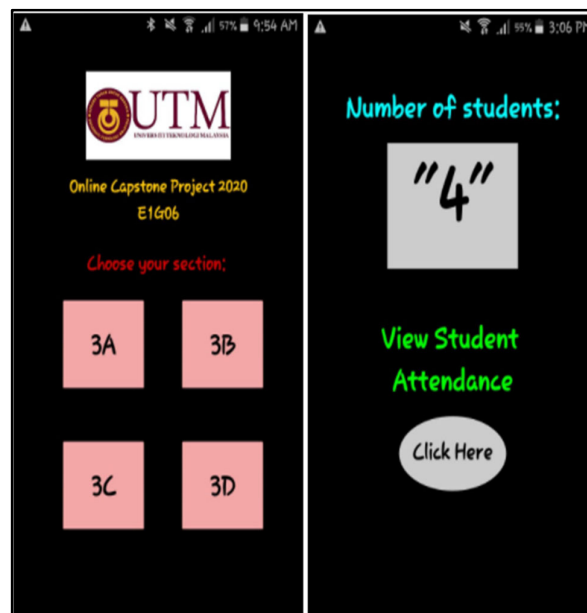 57% 9:54 AM
UTM
UNIVERSITI TEKNOLOGI MALAYSIA
Online Capstone Project 2020
E1G06
Choose your section:
3A 3B
3C 3D
55% 3:06 PM
Number of students:
"4"
View Student
Attendance
Click Here